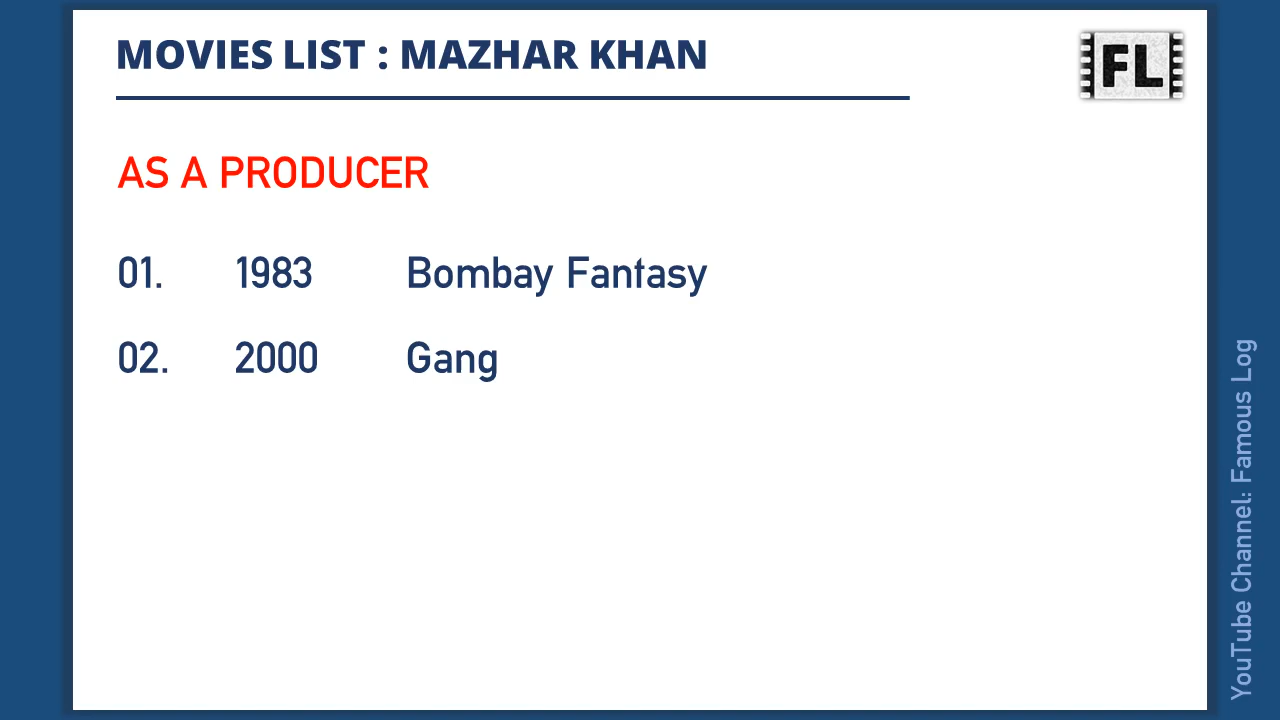 MOVIES LIST : MAZHAR KHAN
FL
AS A PRODUCER
01. 1983 Bombay Fantasy
02. 2000 Gang
YouTube Channel: Famous Log